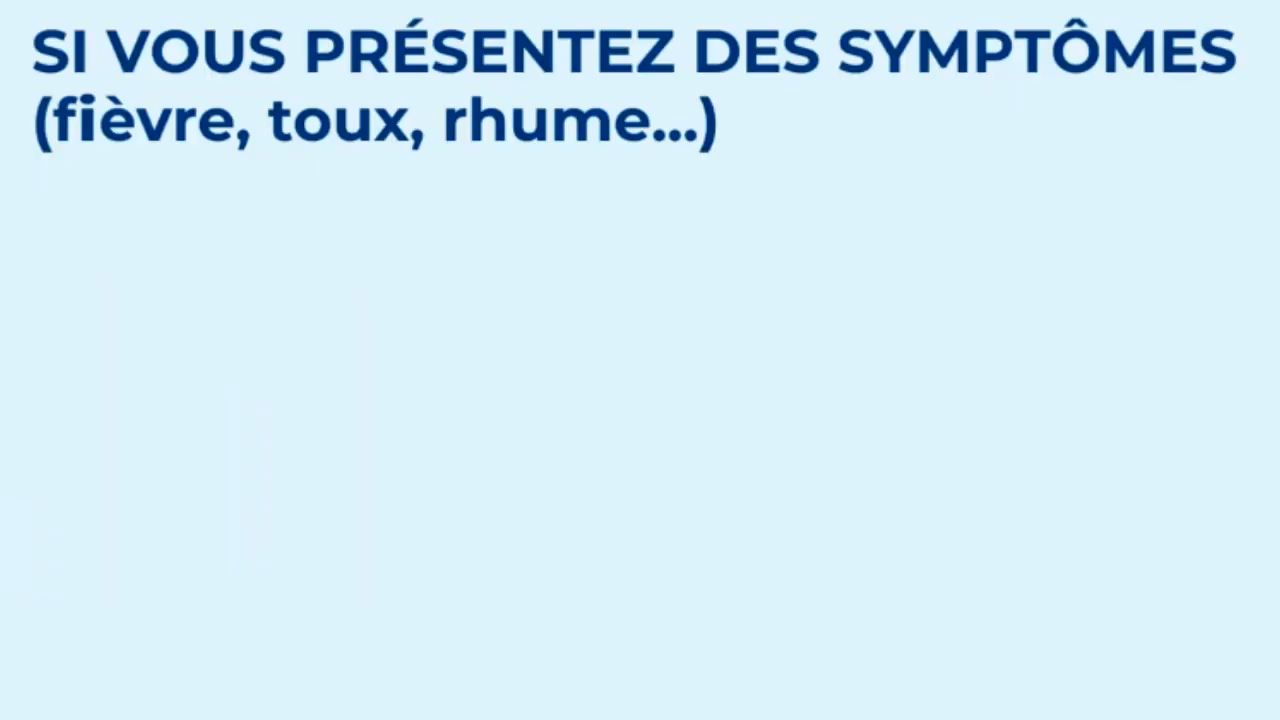 SI VOUS PRÉSENTEZ DES SYMPTÔMES
(fièvre, toux, rhume...)